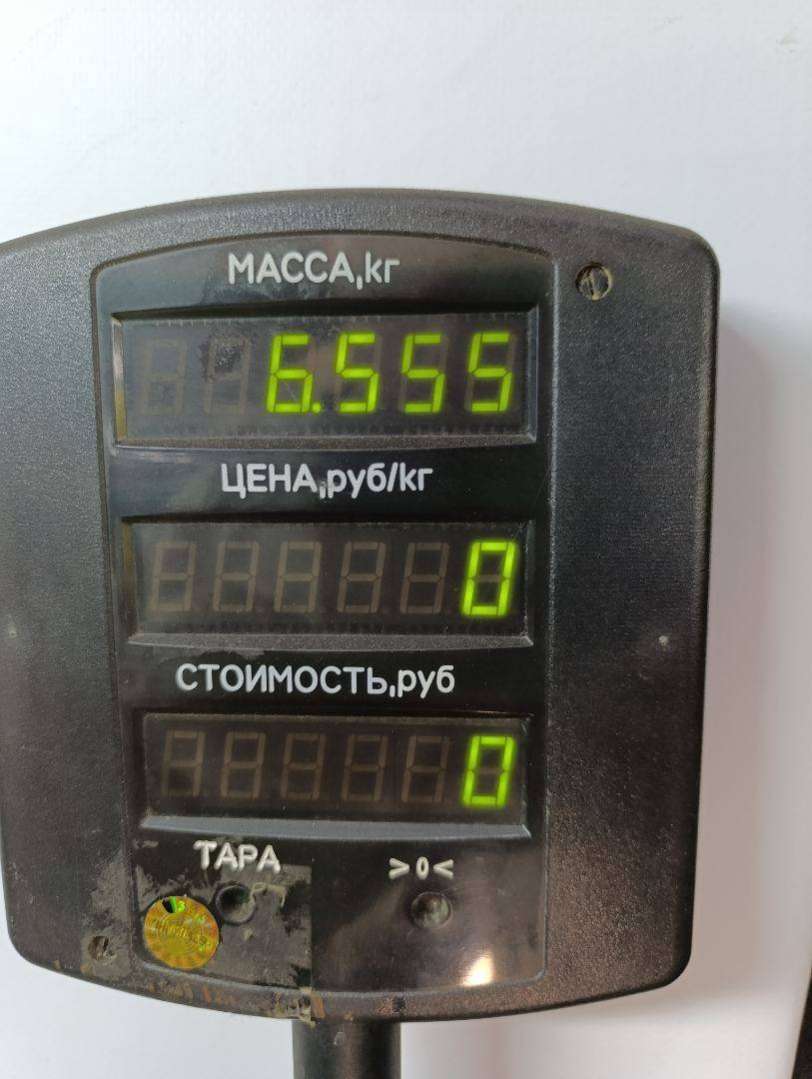 МАССА,кг
6.555
ЦЕНА,руб/кг
0
СТОИМОСТЬ,руб
0
ТАРА >0<